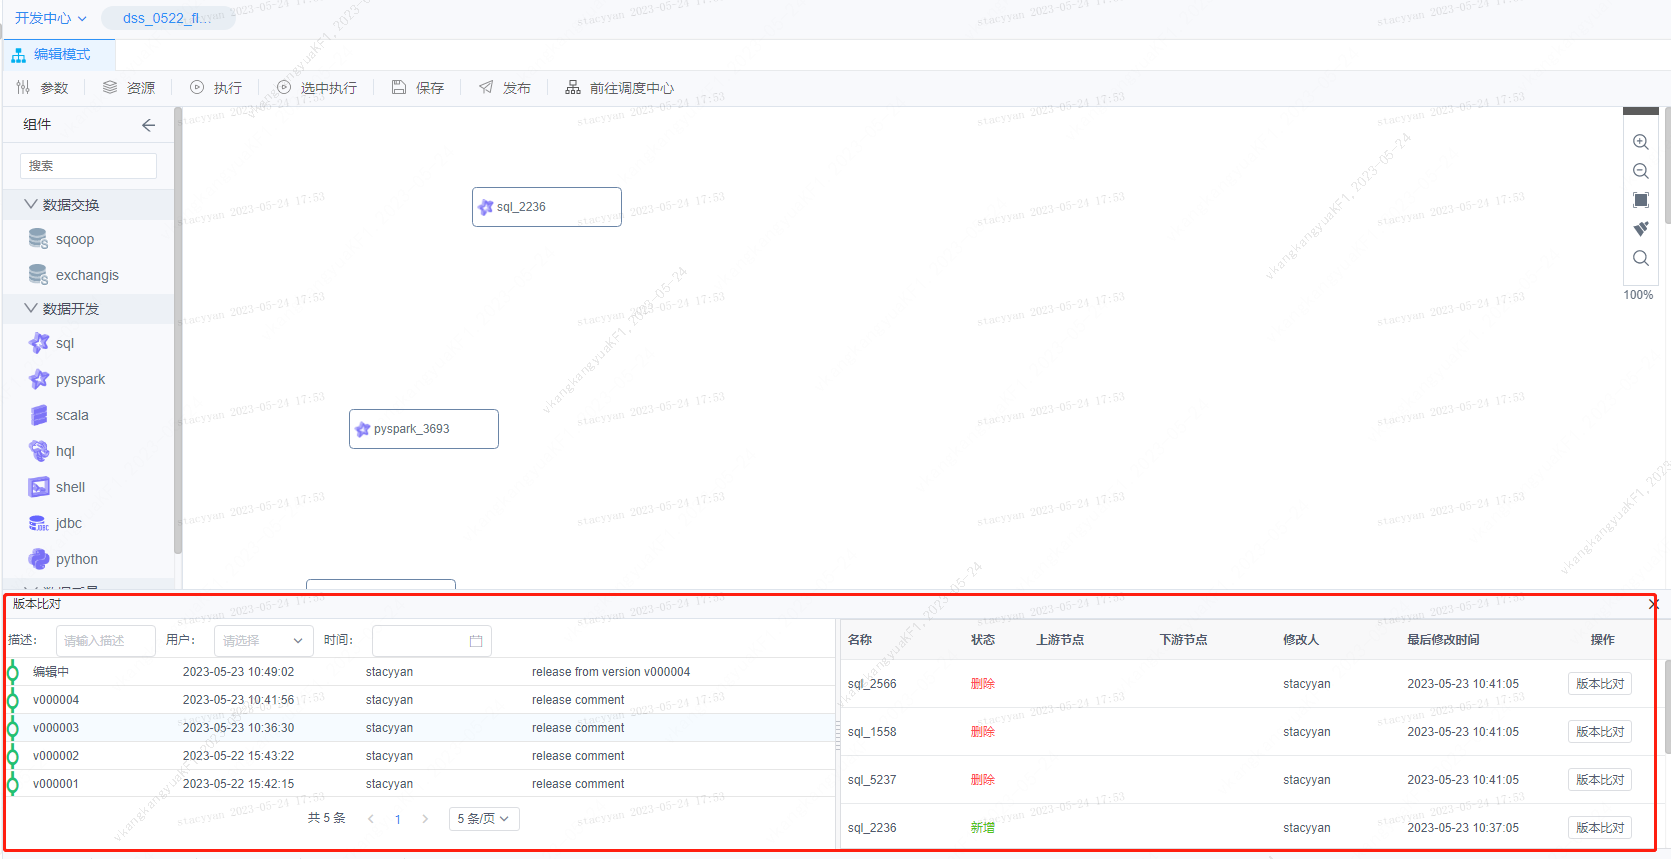 开发中心
dss_0522_fl...
编辑模式
参数
资源
执行
选中执行
保存
发布
前往调度中心
组件
搜索
数据交换
sqoop
exchangis
数据开发
sql
pyspark
scala
hql
shell
jdbc
python
sql_2236
pyspark_3693
100%
版本比对
描述： 请输入描述 用户： 请选择 时间：
编辑中 2023-05-23 10:49:02 stacyyan release from version v000004
v000004 2023-05-23 10:41:56 stacyyan release comment
v000003 2023-05-23 10:36:30 stacyyan release comment
v000002 2023-05-22 15:43:22 stacyyan release comment
v000001 2023-05-22 15:42:15 stacyyan release comment
共 5 条 1 5 条/页
名称 状态 上游节点 下游节点 修改人 最后修改时间 操作
sql_2566 删除 stacyyan 2023-05-23 10:41:05 版本比对
sql_1558 删除 stacyyan 2023-05-23 10:41:05 版本比对
sql_5237 删除 stacyyan 2023-05-23 10:41:05 版本比对
sql_2236 新增 stacyyan 2023-05-23 10:37:05 版本比对
stacyyan 2023-05-24 17:53
vkangkangyuaKF1, 2023-05-24